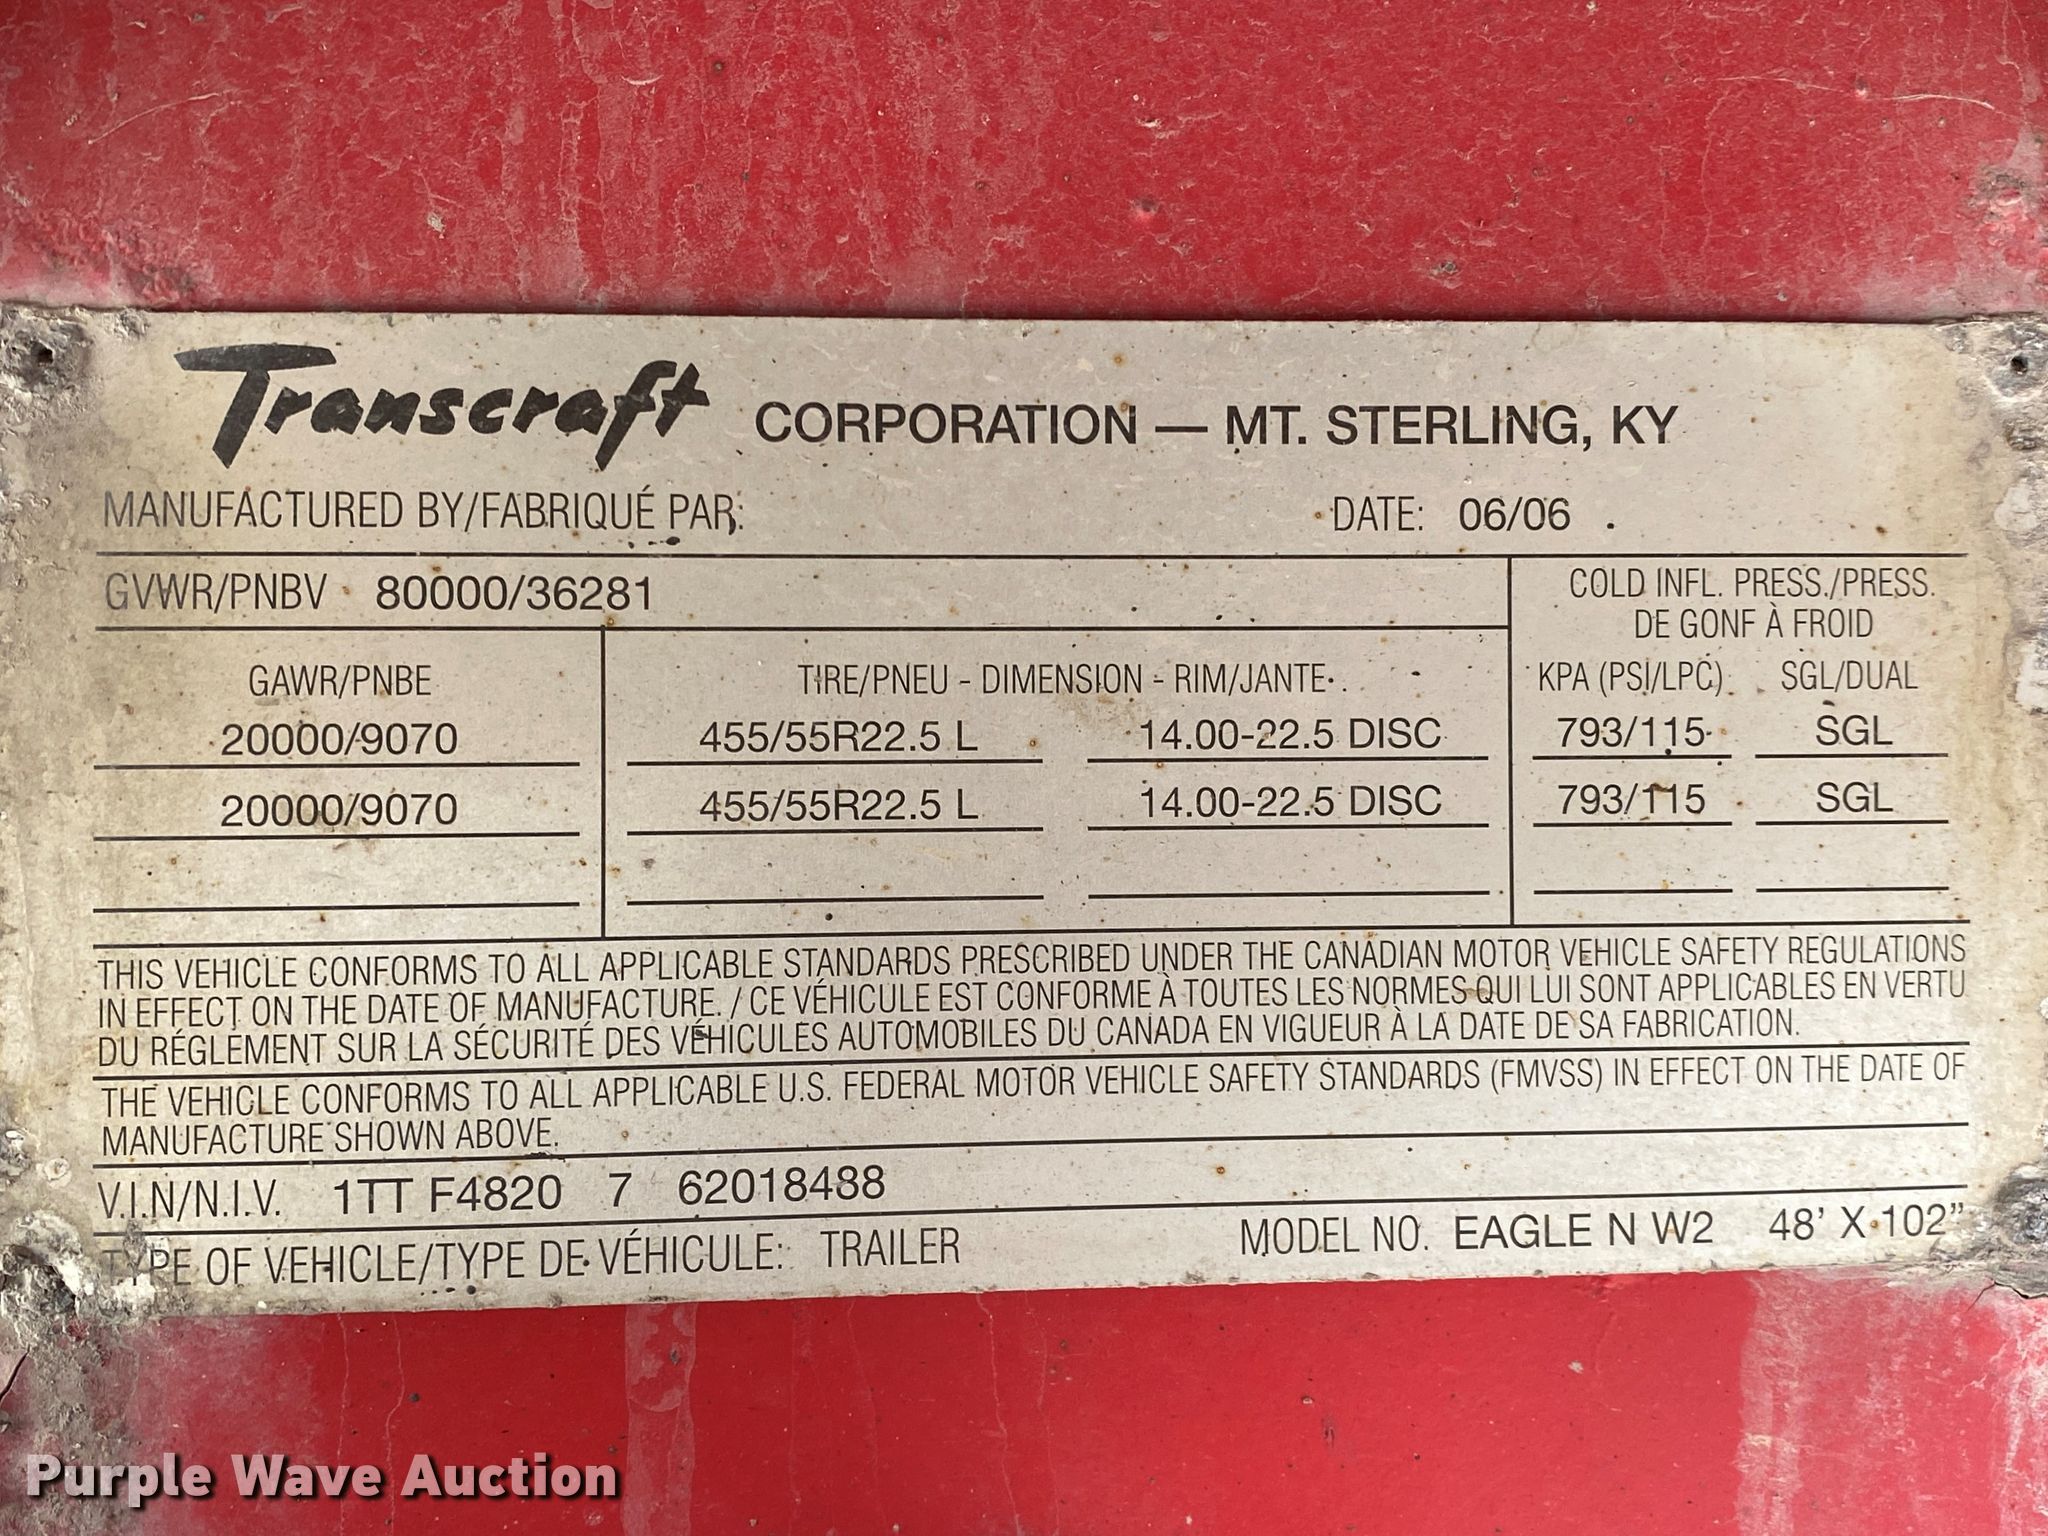 Transcraft CORPORATION — MT. STERLING, KY
MANUFACTURED BY/FABRIQUÉ PAR: DATE: 06/06
GVWR/PNBV 80000/36281
COLD INFL. PRESS./PRESS.
DE GONF À FROID
GAWR/PNBE TIRE/PNEU - DIMENSION - RIM/JANTE KPA (PSI/LPC) SGL/DUAL
20000/9070 455/55R22.5 L 14.00-22.5 DISC 793/115 SGL
20000/9070 455/55R22.5 L 14.00-22.5 DISC 793/115 SGL
THIS VEHICLE CONFORMS TO ALL APPLICABLE STANDARDS PRESCRIBED UNDER THE CANADIAN MOTOR VEHICLE SAFETY REGULATIONS
IN EFFECT ON THE DATE OF MANUFACTURE. / CE VÉHICULE EST CONFORME À TOUTES LES NORMES QUI LUI SONT APPLICABLES EN VERTU
DU RÉGLEMENT SUR LA SÉCURITÉ DES VÉHICULES AUTOMOBILES DU CANADA EN VIGUEUR À LA DATE DE SA FABRICATION.
THE VEHICLE CONFORMS TO ALL APPLICABLE U.S. FEDERAL MOTOR VEHICLE SAFETY STANDARDS (FMVSS) IN EFFECT ON THE DATE OF
MANUFACTURE SHOWN ABOVE.
V.I.N/N.I.V. 1TT F4820 7 62018488
TYPE OF VEHICLE/TYPE DE VÉHICULE: TRAILER MODEL NO. EAGLE N W2 48' X 102"
Purple Wave Auction